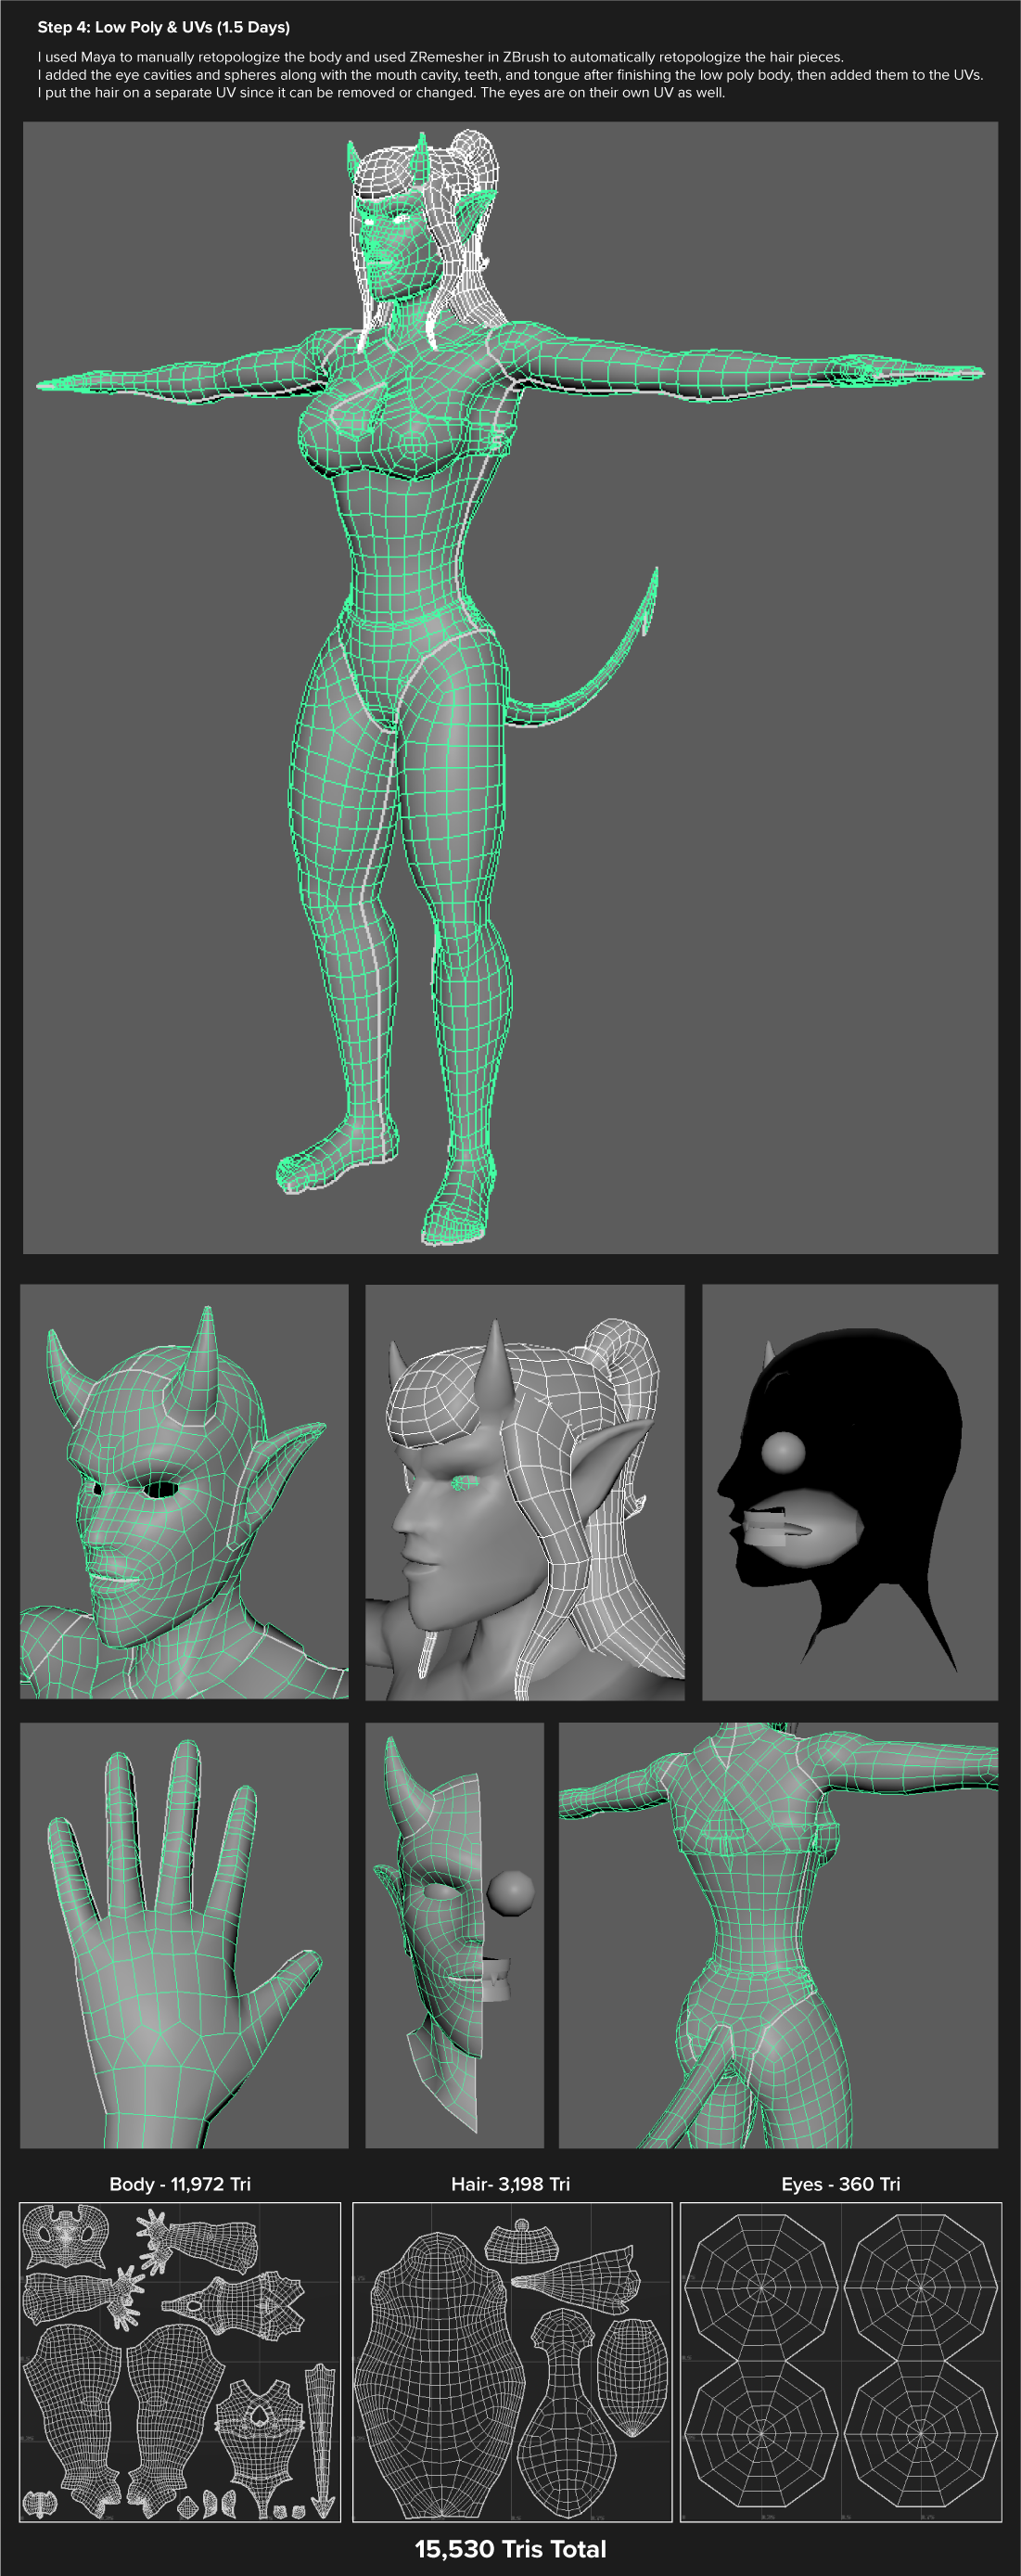 Step 4: Low Poly & UVs (1.5 Days)
I used Maya to manually retopologize the body and used ZRemesher in ZBrush to automatically retopologize the hair pieces.
I added the eye cavities and spheres along with the mouth cavity, teeth, and tongue after finishing the low poly body, then added them to the UVs.
I put the hair on a separate UV since it can be removed or changed. The eyes are on their own UV as well.
Body - 11,972 Tri
Hair- 3,198 Tri
Eyes - 360 Tri
15,530 Tris Total